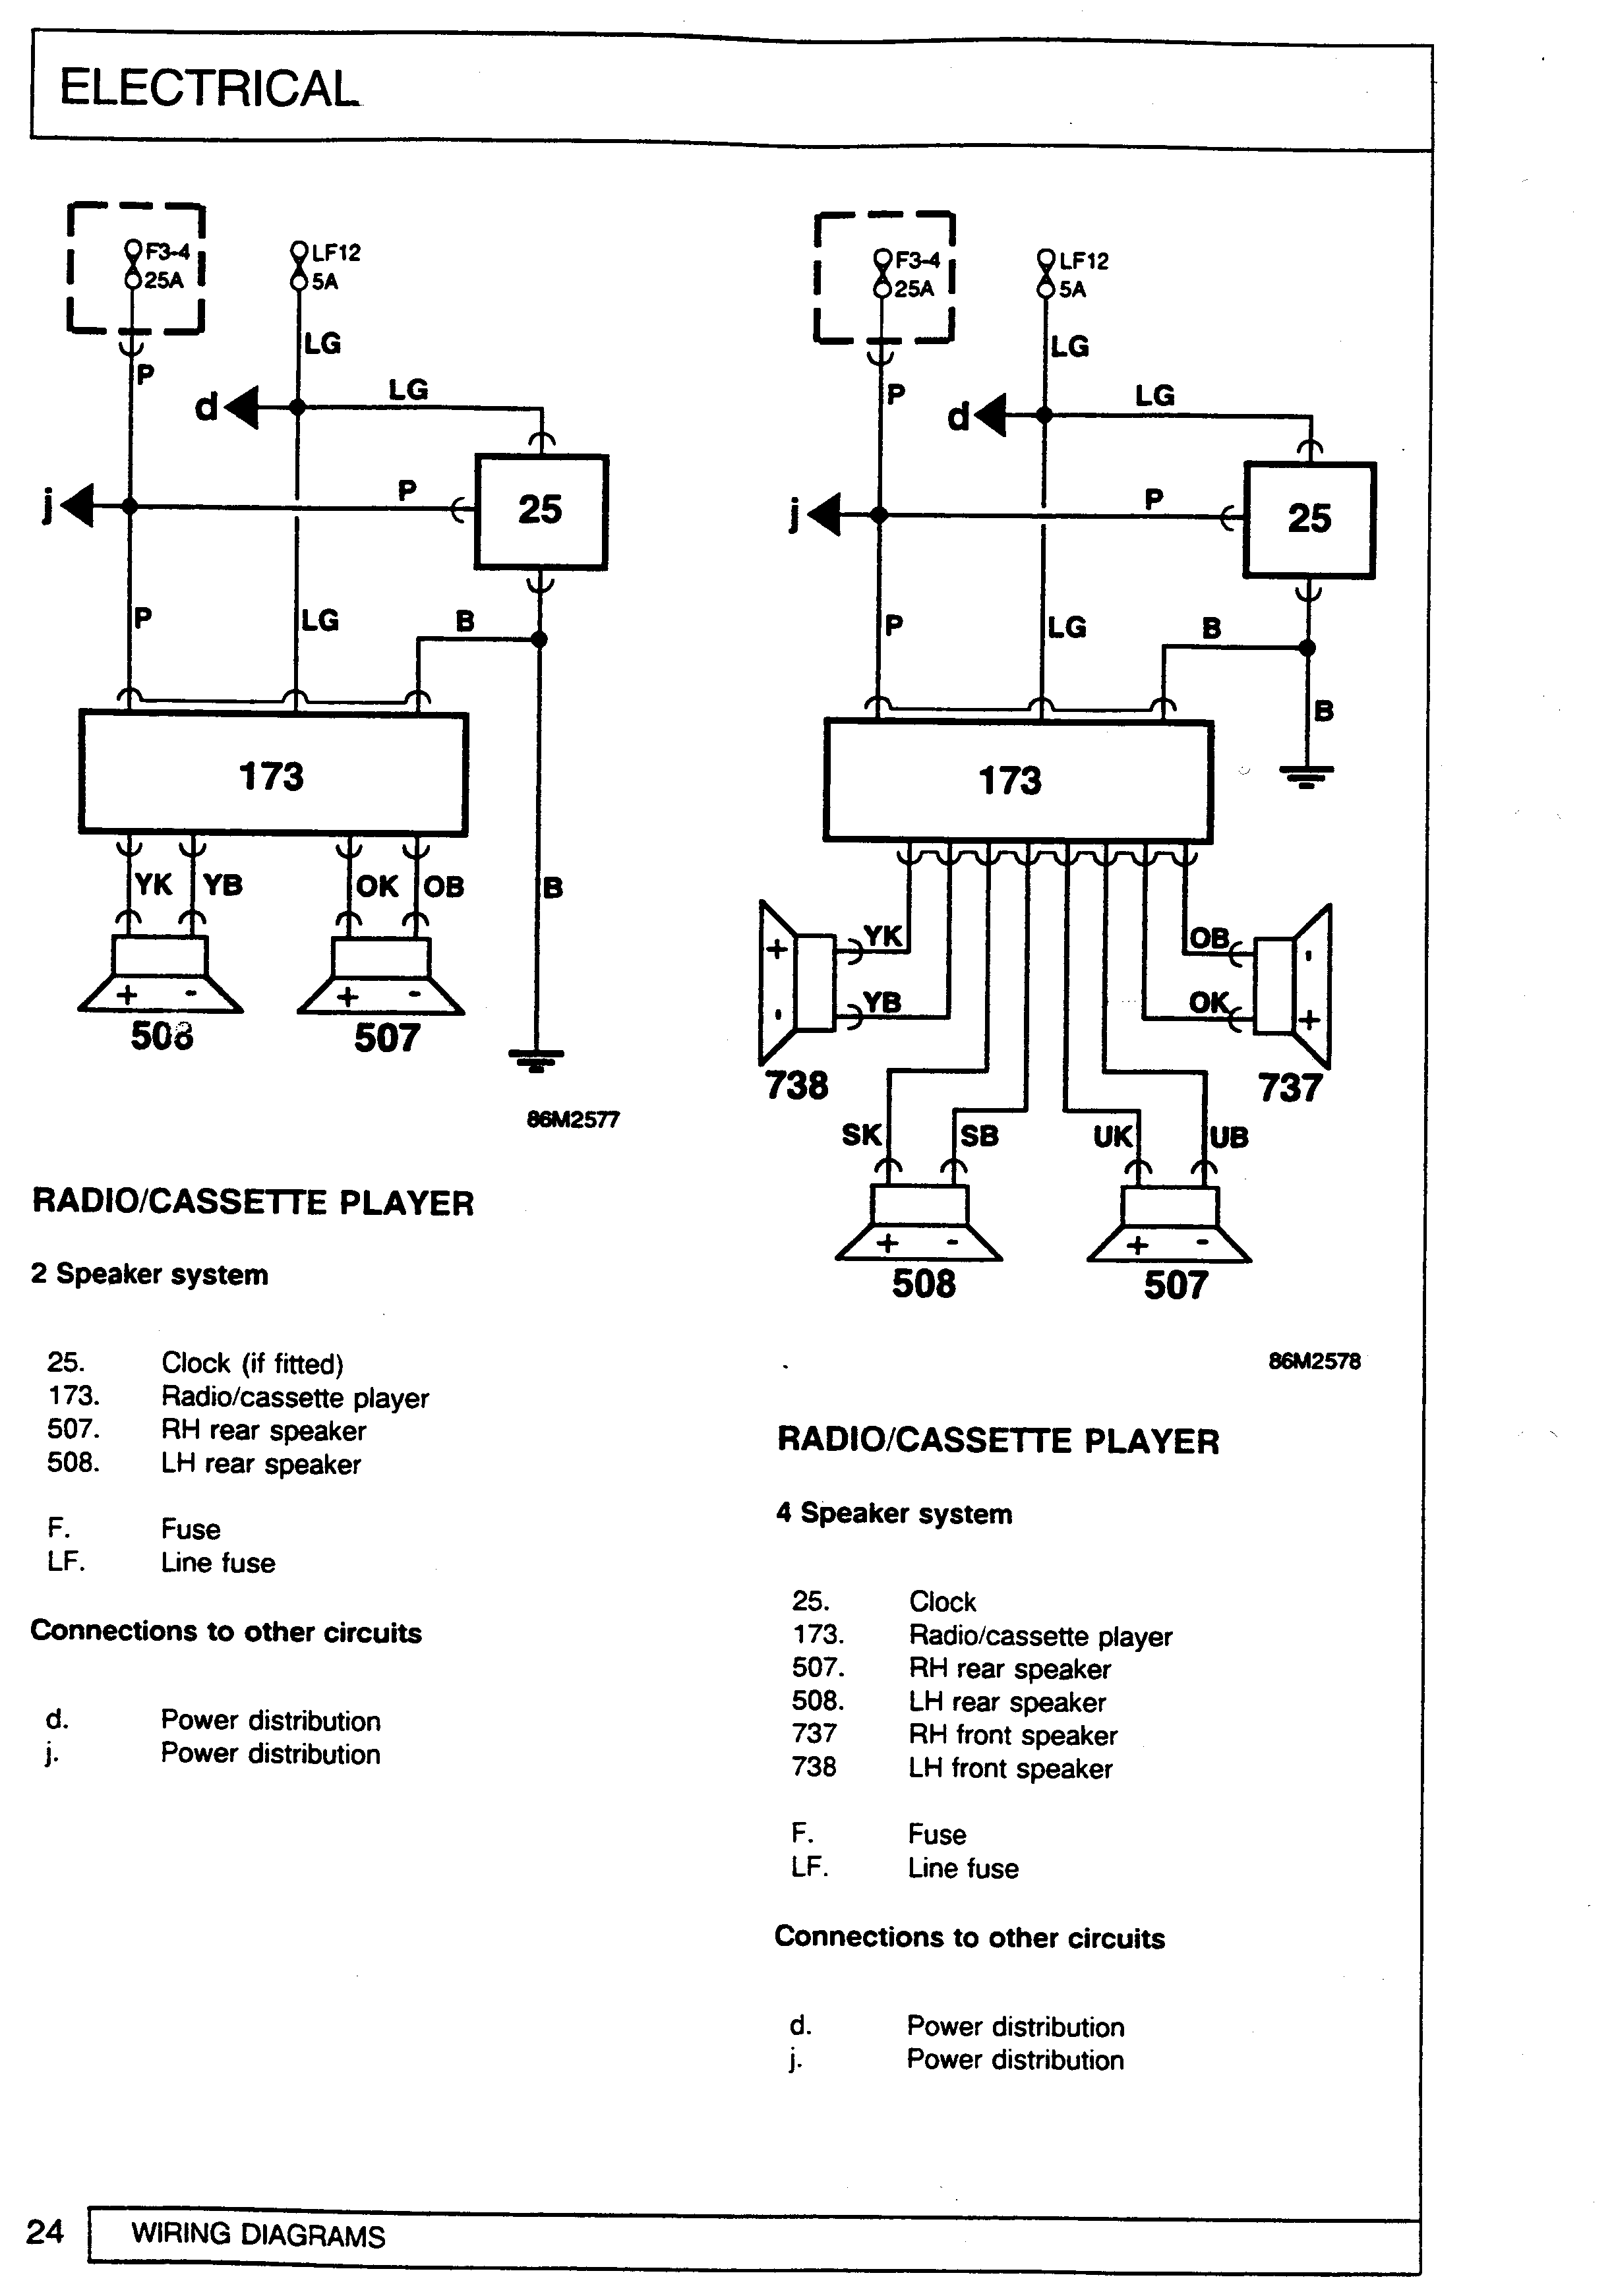 ELECTRICAL
F3-4
25A
LF12
5A
LG
P
d
LG
j
P
25
P
LG
B
173
YK
YB
OK
OB
B
+ -
+ -
508
507
86M2577
RADIO/CASSETTE PLAYER
2 Speaker system
25. Clock (if fitted)
173. Radio/cassette player
507. RH rear speaker
508. LH rear speaker
F. Fuse
LF. Line fuse
Connections to other circuits
d. Power distribution
j. Power distribution
F3-4
25A
LF12
5A
LG
P
d
LG
j
P
25
P
LG
B
B
173
YK
OB
+
-
YB
OK
-
+
738
737
SK
SB
UK
UB
+ -
+ -
508
507
86M2578
RADIO/CASSETTE PLAYER
4 Speaker system
25. Clock
173. Radio/cassette player
507. RH rear speaker
508. LH rear speaker
737 RH front speaker
738 LH front speaker
F. Fuse
LF. Line fuse
Connections to other circuits
d. Power distribution
j. Power distribution
24
WIRING DIAGRAMS